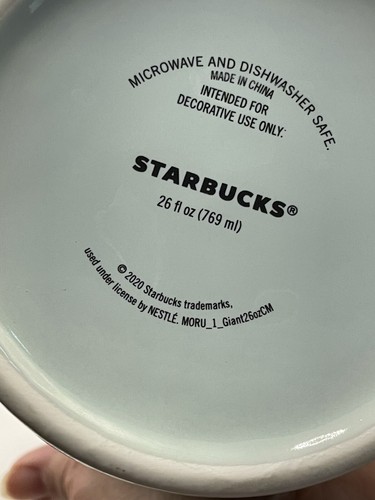 MICROWAVE AND DISHWASHER SAFE.
MADE IN CHINA
INTENDED FOR
DECORATIVE USE ONLY:
STARBUCKS®
26 fl oz (769 ml)
© 2020 Starbucks trademarks,
used under license by NESTLÉ. MORU_1_Giant26ozCM